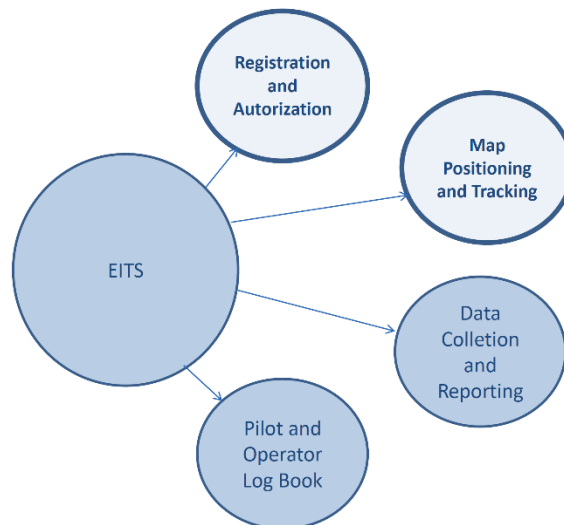 Registration
and
Autorization
Map
Positioning
and Tracking
EITS
Data
Colletion
and
Reporting
Pilot and
Operator
Log Book